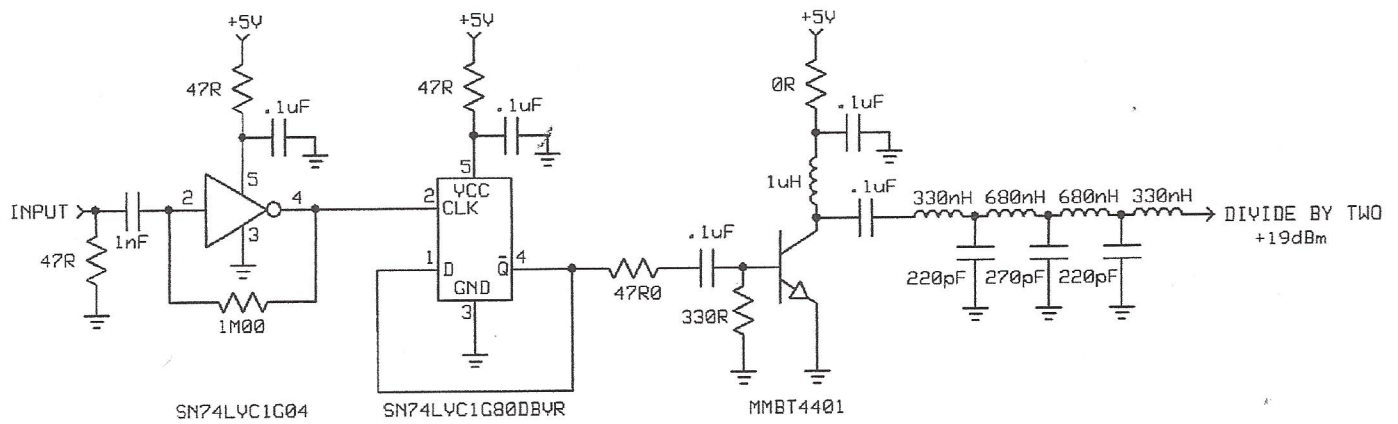 +5V
+5V
+5V
47R
.1uF
47R
.1uF
0R
.1uF
5
2
4
3
INPUT
1nF
47R
1M00
5
VCC
2
CLK
1
D
Q̅
4
GND
3
47R0
.1uF
330R
1uH
.1uF
330nH
680nH
680nH
330nH
220pF
270pF
220pF
DIVIDE BY TWO
+19dBm
SN74LVC1G04
SN74LVC1G80DBVR
MMBT4401